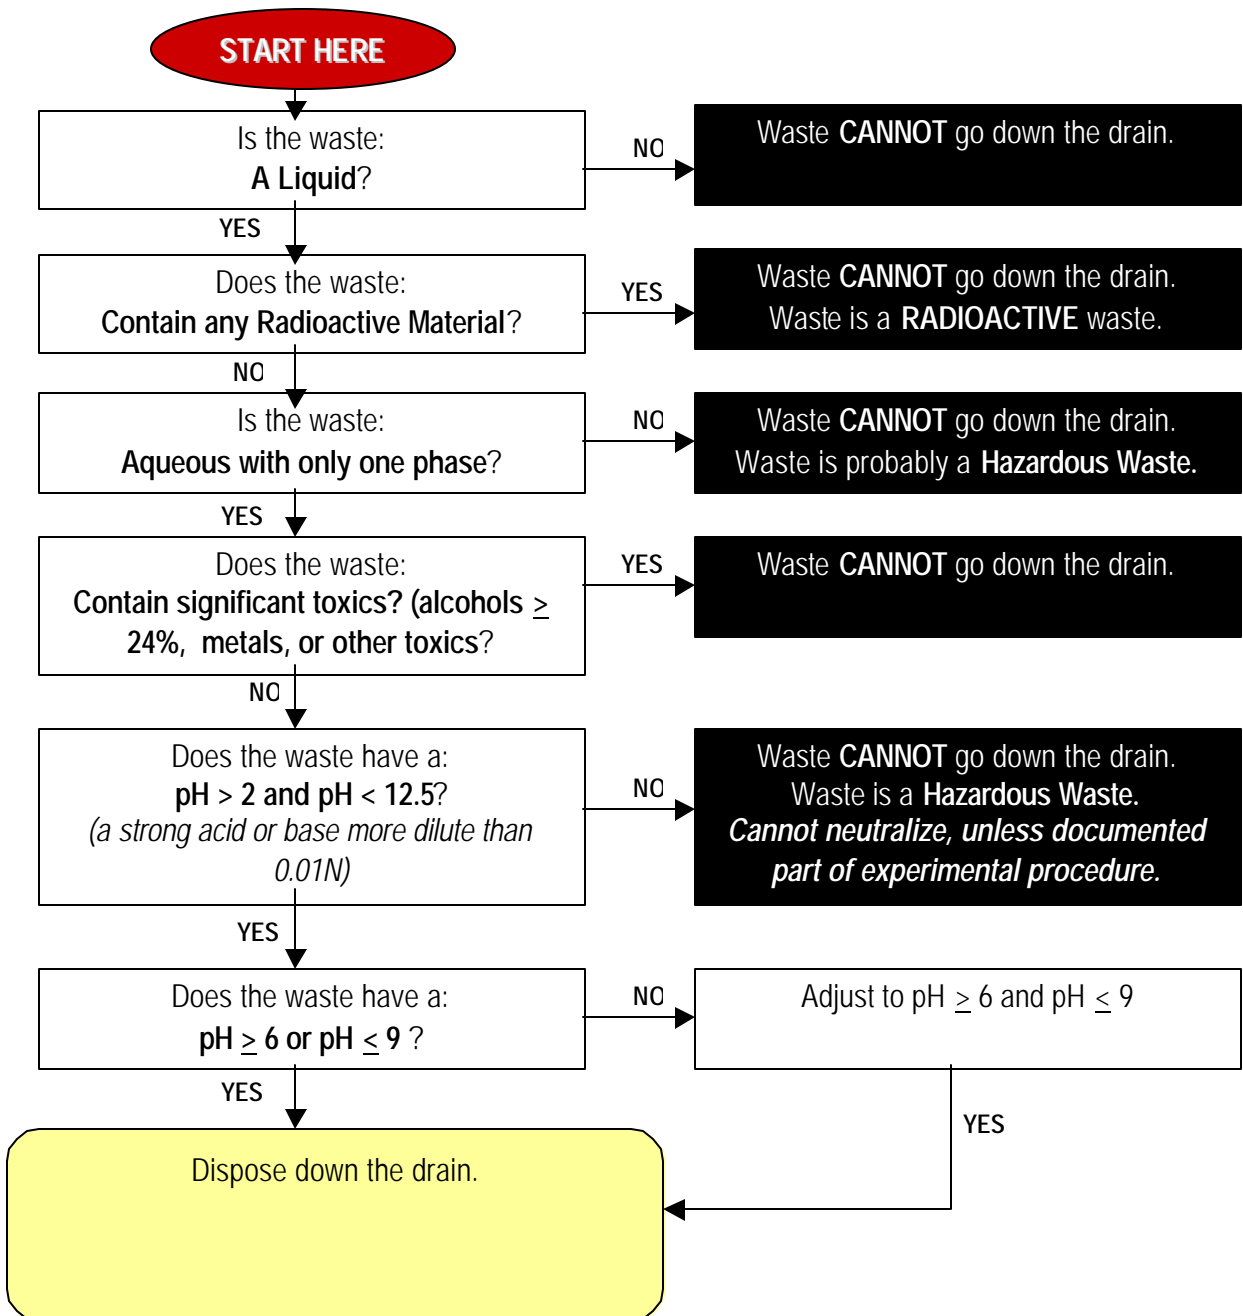 START HERE
Is the waste:
A Liquid?
NO
Waste CANNOT go down the drain.
YES
Does the waste:
Contain any Radioactive Material?
YES
Waste CANNOT go down the drain.
Waste is a RADIOACTIVE waste.
NO
Is the waste:
Aqueous with only one phase?
NO
Waste CANNOT go down the drain.
Waste is probably a Hazardous Waste.
YES
Does the waste:
Contain significant toxics? (alcohols ≥
24%, metals, or other toxics?
YES
Waste CANNOT go down the drain.
NO
Does the waste have a:
pH > 2 and pH < 12.5?
(a strong acid or base more dilute than
0.01N)
NO
Waste CANNOT go down the drain.
Waste is a Hazardous Waste.
Cannot neutralize, unless documented
part of experimental procedure.
YES
Does the waste have a:
pH ≥ 6 or pH ≤ 9 ?
NO
Adjust to pH ≥ 6 and pH ≤ 9
YES
YES
Dispose down the drain.